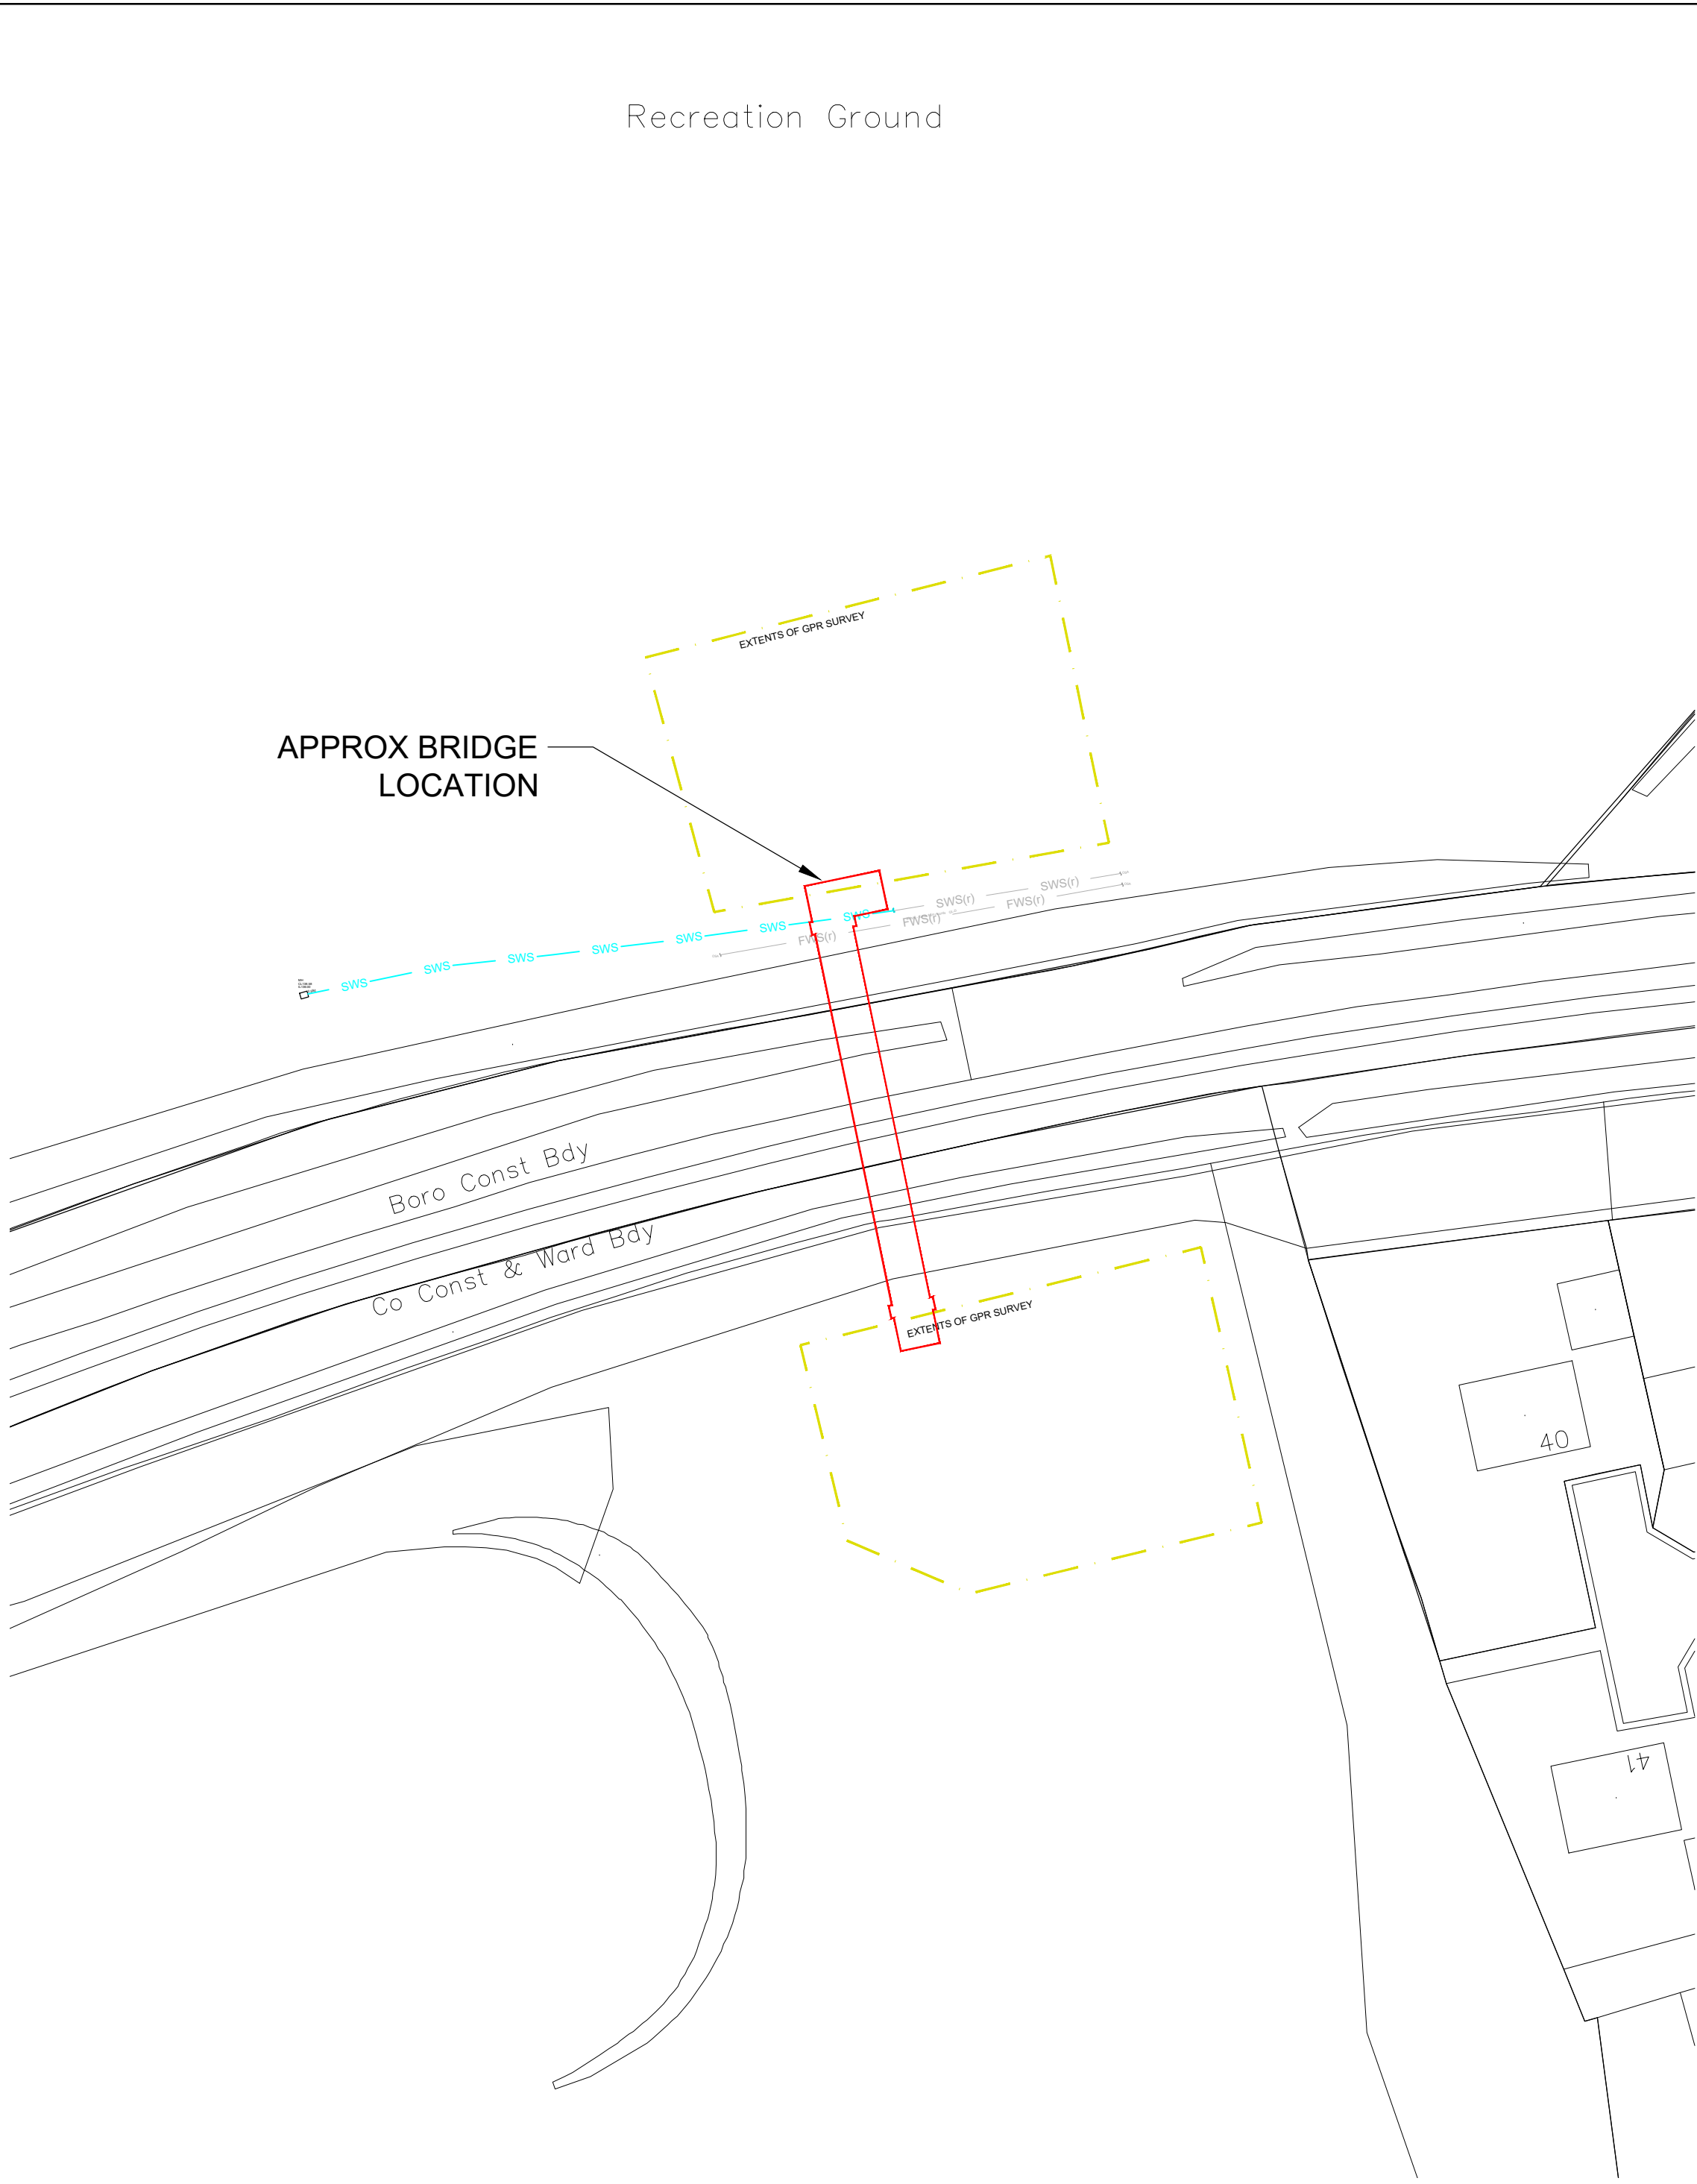 Recreation Ground
EXTENTS OF GPR SURVEY
APPROX BRIDGE
LOCATION
SWS(r)
SWS(r)
FWS(r)
FWS(r)
FWS(r)
SWS
SWS
SWS
SWS
SWS
SWS
SWS
Boro Const Bdy
Co Const & Ward Bdy
EXTENTS OF GPR SURVEY
40
41